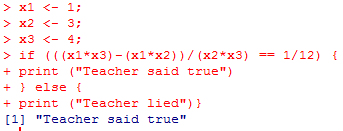 > x1 <- 1;
> x2 <- 3;
> x3 <- 4;
> if (((x1*x3)-(x1*x2))/(x2*x3) == 1/12) {
+ print ("Teacher said true")
+ } else {
+ print ("Teacher lied")}
[1] "Teacher said true"